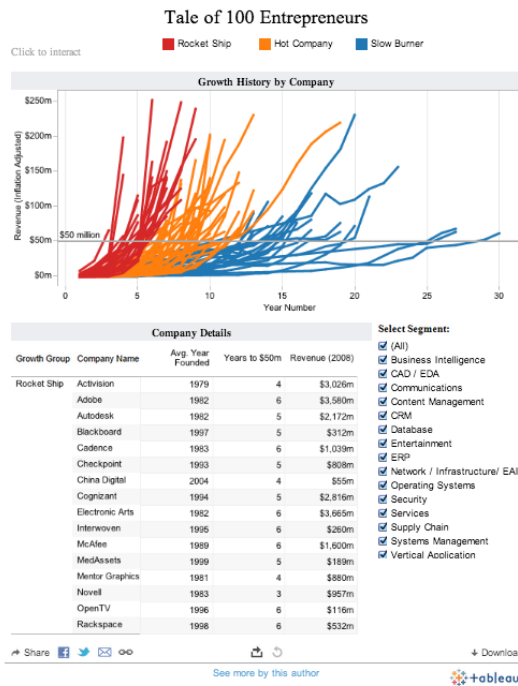 Tale of 100 Entrepreneurs
Click to interact
Rocket Ship Hot Company Slow Burner
Growth History by Company
Revenue (Inflation Adjusted)
$250m
$200m
$150m
$100m
$50 million
$50m
$0m
0 5 10 15 20 25 30
Year Number
Company Details
Growth Group Company Name Avg. Year Founded Years to $50m Revenue (2008)
Rocket Ship Activision 1979 4 $3,026m
Adobe 1982 6 $3,580m
Autodesk 1982 5 $2,172m
Blackboard 1997 5 $312m
Cadence 1983 6 $1,039m
Checkpoint 1993 5 $808m
China Digital 2004 4 $55m
Cognizant 1994 5 $2,816m
Electronic Arts 1982 6 $3,665m
Interwoven 1995 6 $260m
McAfee 1989 6 $1,600m
MedAssets 1999 5 $189m
Mentor Graphics 1981 4 $880m
Novell 1983 3 $957m
OpenTV 1996 6 $116m
Rackspace 1998 6 $532m
Select Segment:
(All)
Business Intelligence
CAD / EDA
Communications
Content Management
CRM
Database
Entertainment
ERP
Network / Infrastructure/ EAI
Operating Systems
Security
Services
Supply Chain
Systems Management
Vertical Application
Share
Downloa
See more by this author
+ableau